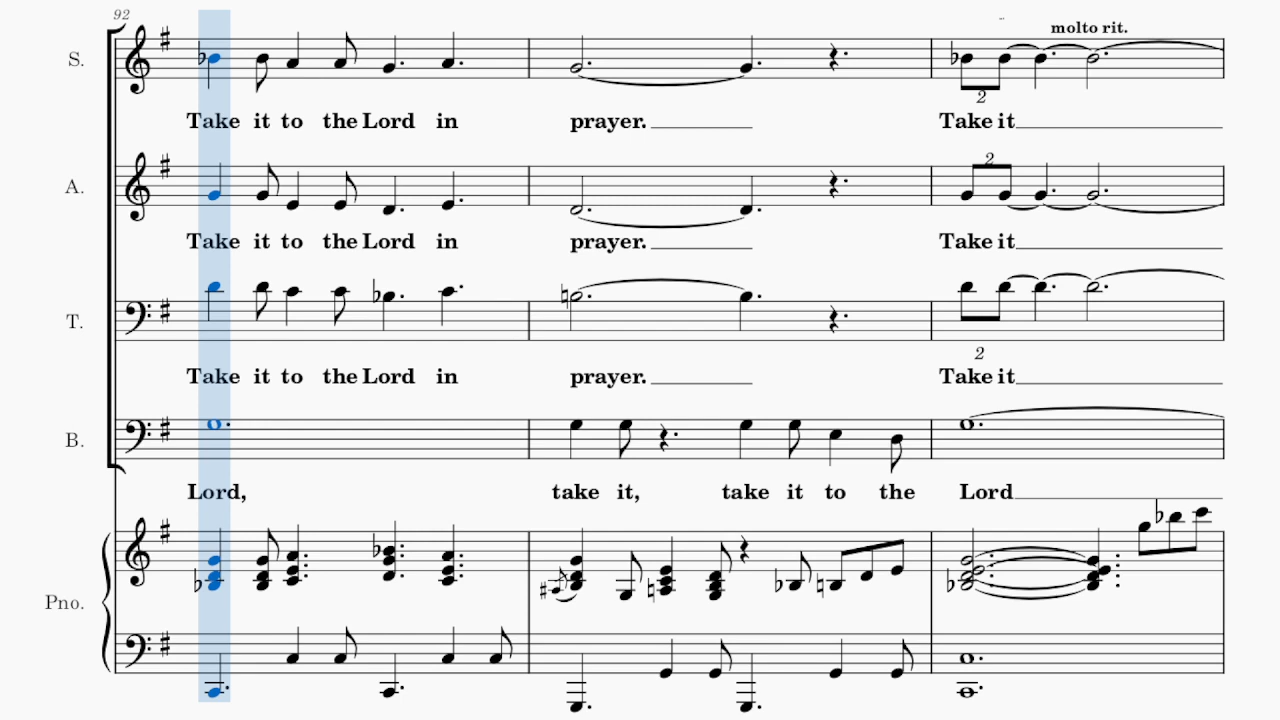 92
molto rit.
S.
2
Take it to the Lord in prayer. Take it
2
A.
Take it to the Lord in prayer. Take it
T.
2
Take it to the Lord in prayer. Take it
B.
Lord, take it, take it to the Lord
Pno.